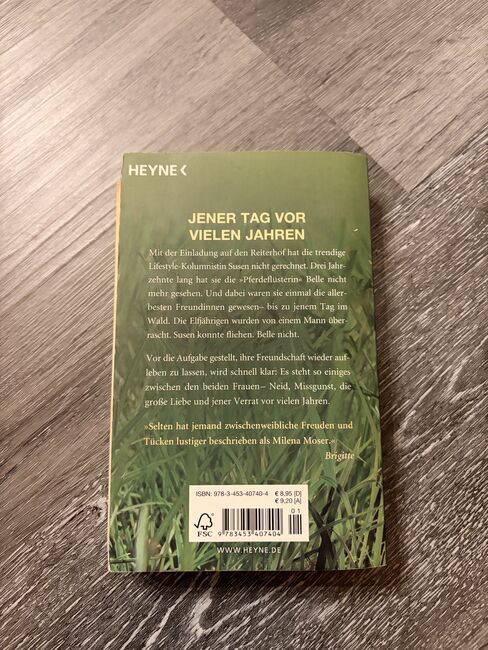 HEYNE<
JENER TAG VOR
VIELEN JAHREN
Mit der Einladung auf den Reiterhof hat die trendige
Lifestyle-Kolumnistin Susen nicht gerechnet. Drei Jahr-
zehnte lang hat sie die »Pferdeflüsterin« Belle nicht
mehr gesehen. Und dabei waren sie einmal die aller-
besten Freundinnen gewesen– bis zu jenem Tag im
Wald. Die Elfjährigen wurden von einem Mann über-
rascht. Susen konnte fliehen. Belle nicht.
Vor die Aufgabe gestellt, ihre Freundschaft wieder auf-
leben zu lassen, wird schnell klar: Es steht so einiges
zwischen den beiden Frauen– Neid, Missgunst, die
große Liebe und jener Verrat vor vielen Jahren.
»Selten hat jemand zwischenweibliche Freuden und
Tücken lustiger beschrieben als Milena Moser.«
Brigitte
ISBN: 978-3-453-40740-4
€ 8,95 [D]
€ 9,20 [A]
01
FSC
9 783453 407404
WWW.HEYNE.DE